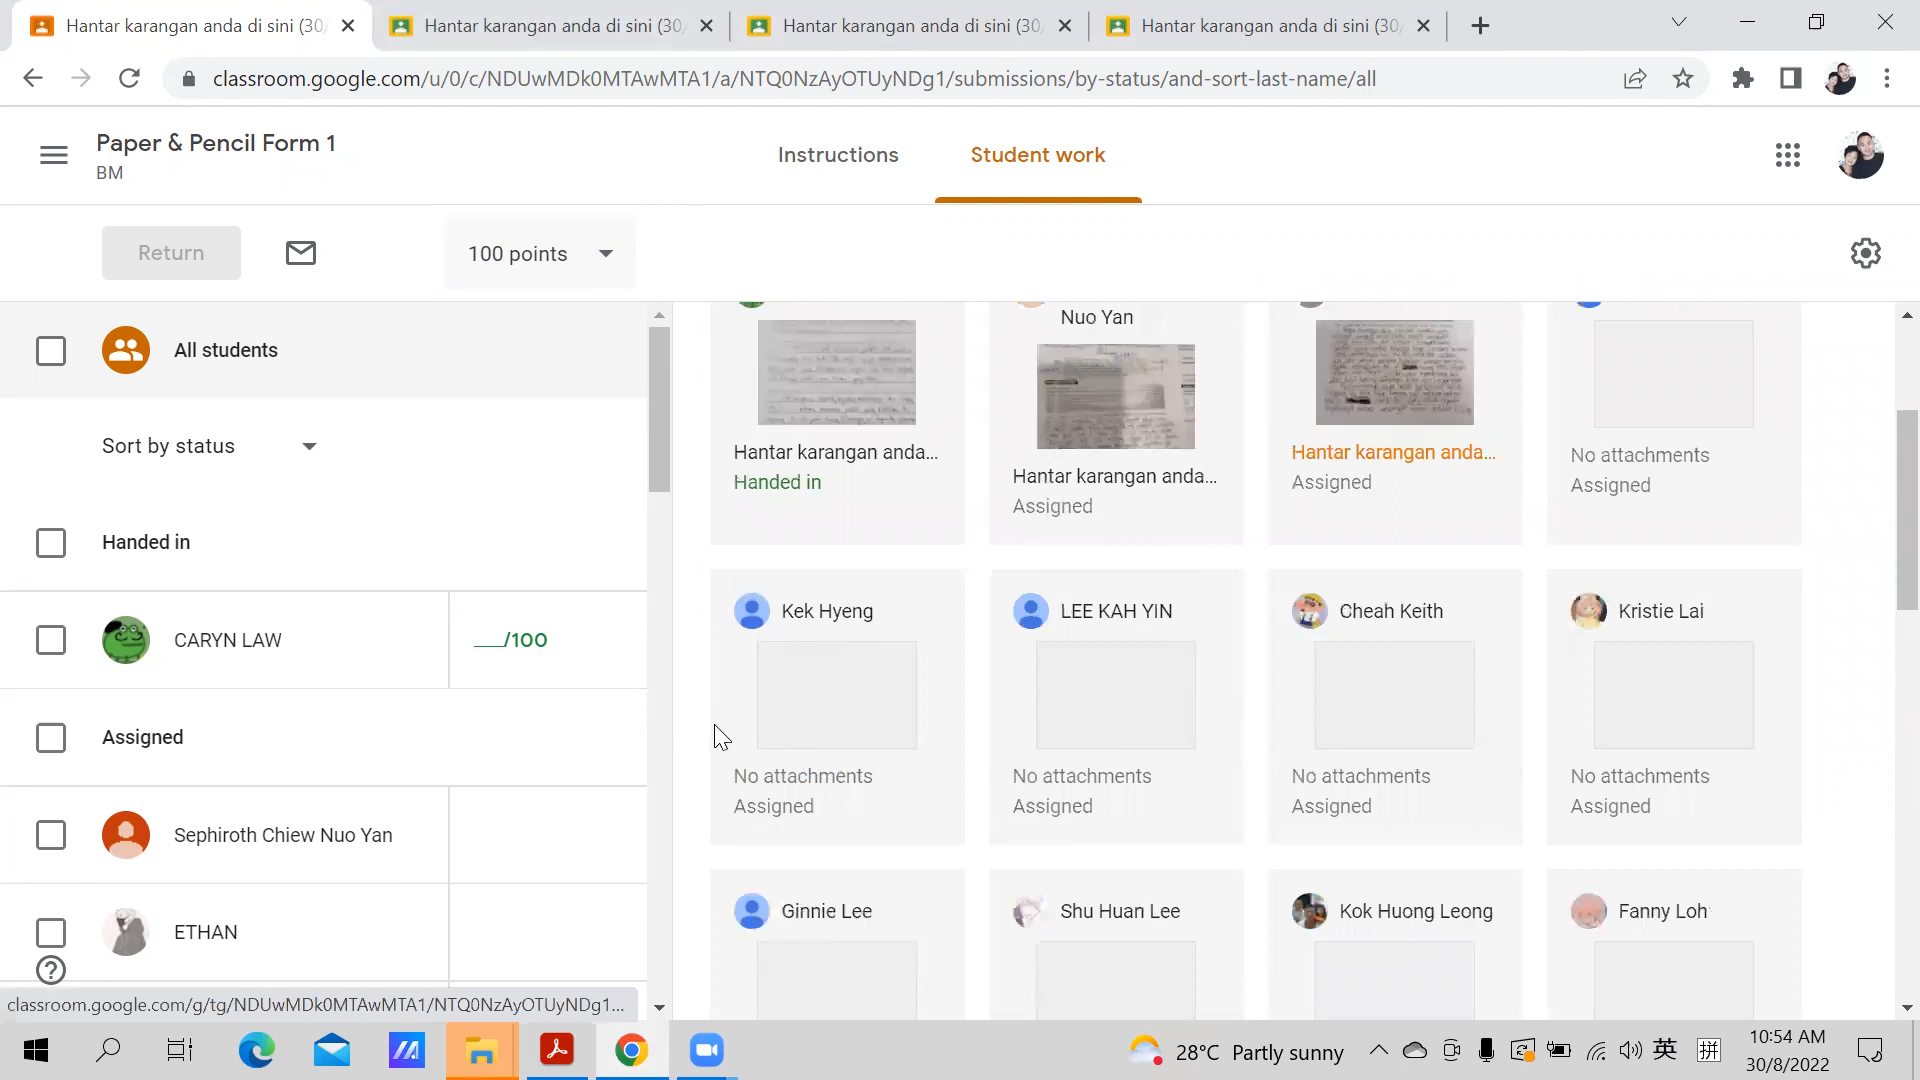 Hantar karangan anda di sini (30/
Hantar karangan anda di sini (30/
Hantar karangan anda di sini (30/
Hantar karangan anda di sini (30/
classroom.google.com/u/0/c/NDUwMDk0MTAwMTA1/a/NTQ0NzAyOTUyNDg1/submissions/by-status/and-sort-last-name/all
Paper & Pencil Form 1
BM
Instructions
Student work
Return
100 points
All students
Sort by status
Handed in
CARYN LAW
___/100
Assigned
Sephiroth Chiew Nuo Yan
ETHAN
Nuo Yan
Hantar karangan anda...
Handed in
Hantar karangan anda...
Assigned
Hantar karangan anda...
Assigned
No attachments
Assigned
Kek Hyeng
No attachments
Assigned
LEE KAH YIN
No attachments
Assigned
Cheah Keith
No attachments
Assigned
Kristie Lai
No attachments
Assigned
Ginnie Lee
Shu Huan Lee
Kok Huong Leong
Fanny Loh
classroom.google.com/g/tg/NDUwMDk0MTAwMTA1/NTQ0NzAyOTUyNDg1...
28°C Partly sunny
英
拼
10:54 AM
30/8/2022